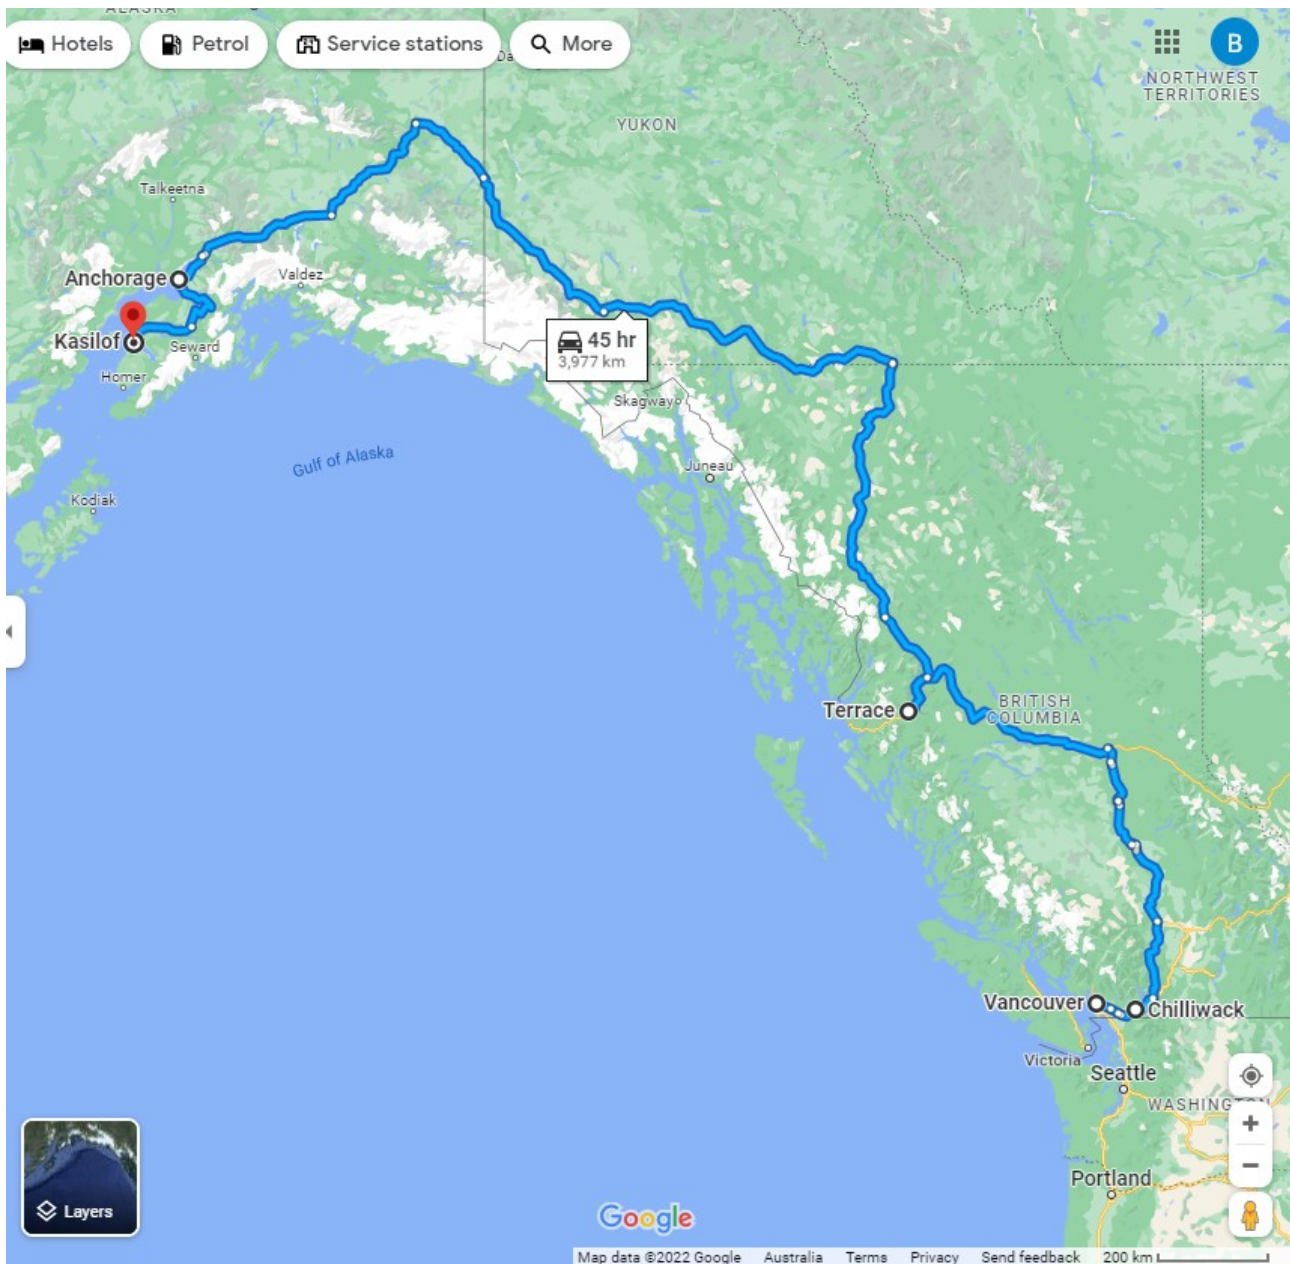 ALASKA
Hotels
Petrol
Service stations
More
B
NORTHWEST
TERRITORIES
YUKON
Talkeetna
Anchorage
Valdez
Kasilof
Seward
45 hr
3,977 km
Homer
Skagway
Gulf of Alaska
Juneau
Kodiak
Terrace
BRITISH
COLUMBIA
Vancouver
Chilliwack
Victoria
Seattle
WASHINGTON
Portland
Layers
Google
Map data ©2022 Google Australia Terms Privacy Send feedback 200 km